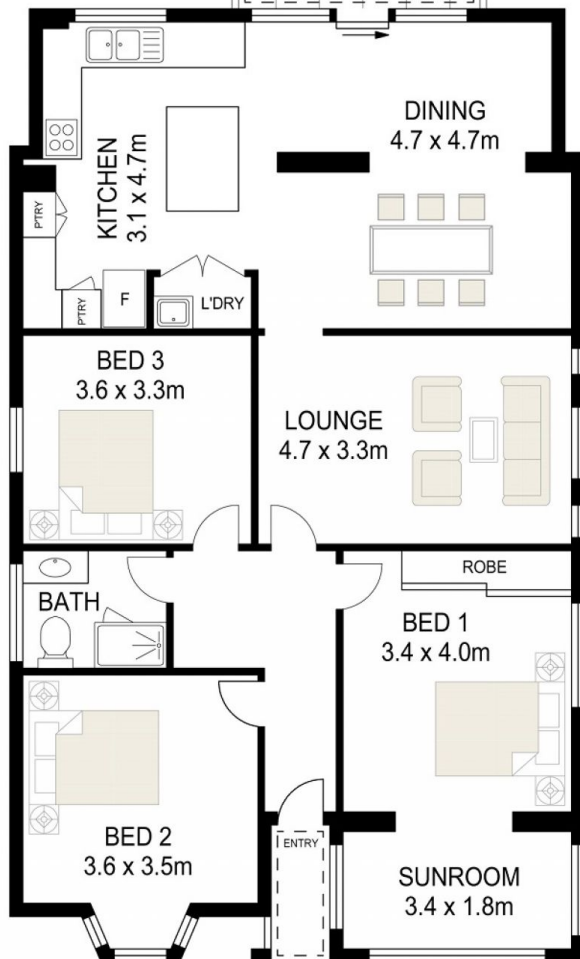 DINING
4.7 x 4.7m
KITCHEN
3.1 x 4.7m
P'TRY
P'TRY
F
L'DRY
BED 3
3.6 x 3.3m
LOUNGE
4.7 x 3.3m
ROBE
BATH
BED 1
3.4 x 4.0m
BED 2
3.6 x 3.5m
ENTRY
SUNROOM
3.4 x 1.8m